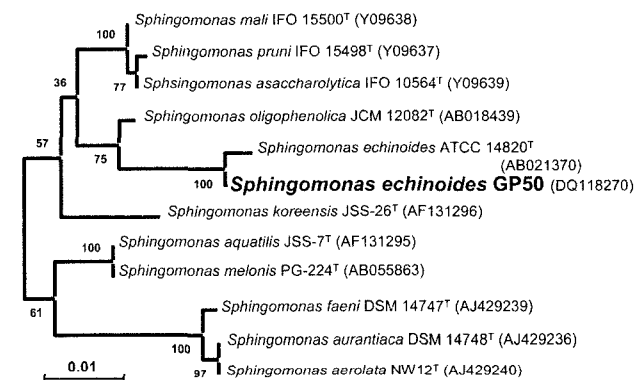 Sphingomonas mali IFO 15500ᵀ (Y09638)
100
Sphingomonas pruni IFO 15498ᵀ (Y09637)
77
Sphsingomonas asaccharolytica IFO 10564ᵀ (Y09639)
36
Sphingomonas oligophenolica JCM 12082ᵀ (AB018439)
57
75
Sphingomonas echinoides ATCC 14820ᵀ
(AB021370)
100
Sphingomonas echinoides GP50 (DQ118270)
Sphingomonas koreensis JSS-26ᵀ (AF131296)
100
Sphingomonas aquatilis JSS-7ᵀ (AF131295)
Sphingomonas melonis PG-224ᵀ (AB055863)
61
Sphingomonas faeni DSM 14747ᵀ (AJ429239)
100
Sphingomonas aurantiaca DSM 14748ᵀ (AJ429236)
97
Sphingomonas aerolata NW12ᵀ (AJ429240)
0.01